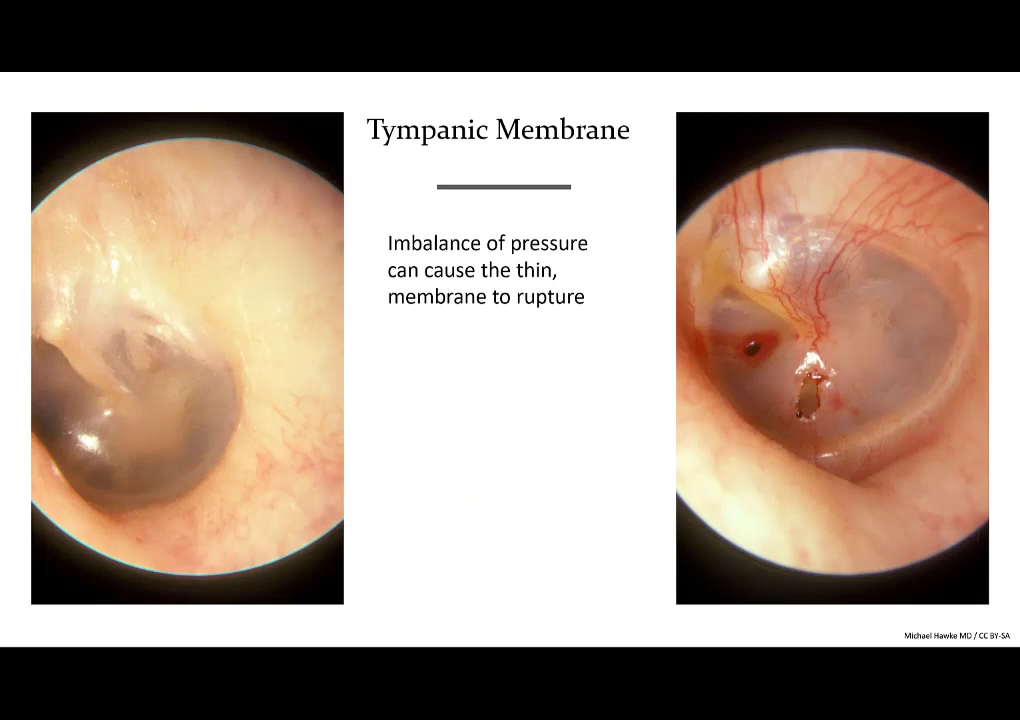 Tympanic Membrane
Imbalance of pressure
can cause the thin,
membrane to rupture
Michael Hawke MD / CC BY-SA